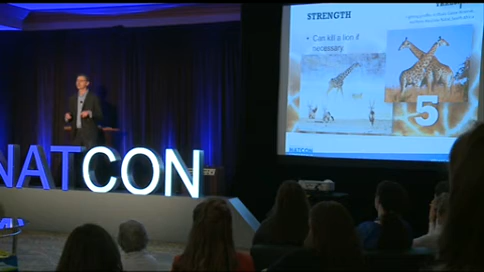 STRENGTH
• Can kill a lion if
necessary
5
NATCON
NATCON